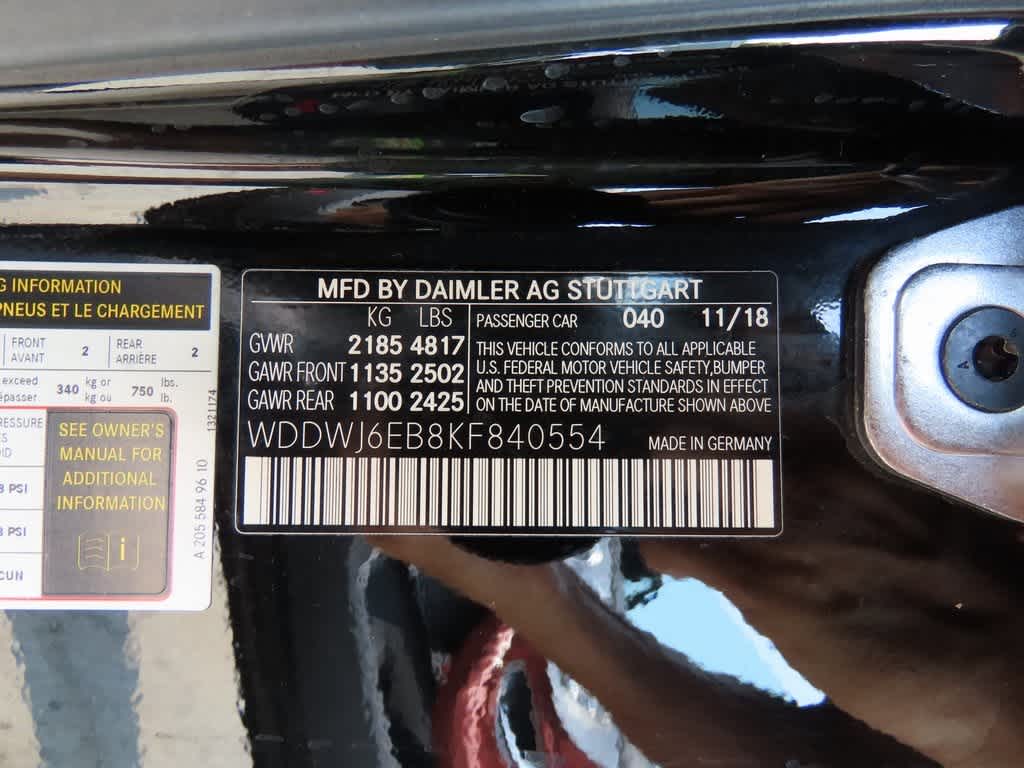 G INFORMATION
PNEUS ET LE CHARGEMENT
FRONT
AVANT
2
REAR
ARRIÈRE
2
exceed
épasser
340 kg or
kg ou
750 lbs.
lb.
RESSURE
SEE OWNER'S
MANUAL FOR
ADDITIONAL
INFORMATION
PSI
PSI
CUN
i
1321174
A 205 584 96 10
MFD BY DAIMLER AG STUTTGART
KG LBS
GVWR 2185 4817
GAWR FRONT 1135 2502
GAWR REAR 1100 2425
PASSENGER CAR 040 11/18
THIS VEHICLE CONFORMS TO ALL APPLICABLE
U.S. FEDERAL MOTOR VEHICLE SAFETY,BUMPER
AND THEFT PREVENTION STANDARDS IN EFFECT
ON THE DATE OF MANUFACTURE SHOWN ABOVE
WDDWJ6EB8KF840554
MADE IN GERMANY
A